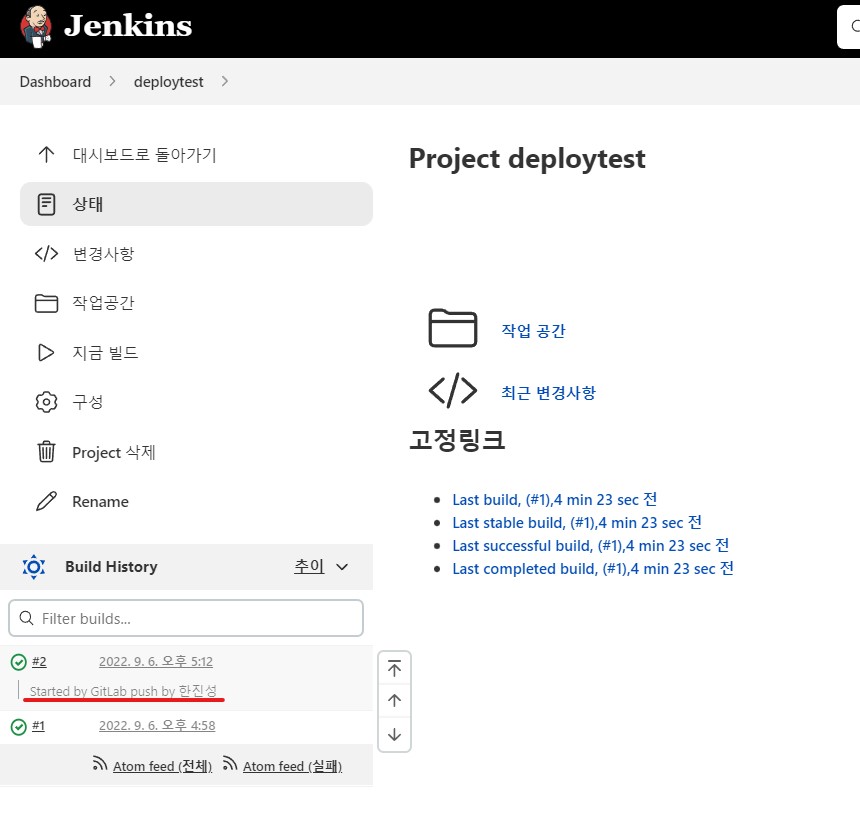 Jenkins
Dashboard
deploytest
대시보드로 돌아가기
상태
변경사항
작업공간
지금 빌드
구성
Project 삭제
Rename
Build History 추이
Filter builds...
#2 2022. 9. 6. 오후 5:12
Started by GitLab push by 한진성
#1 2022. 9. 6. 오후 4:58
Atom feed (전체) Atom feed (실패)
Project deploytest
작업 공간
최근 변경사항
고정링크
Last build, (#1),4 min 23 sec 전
Last stable build, (#1),4 min 23 sec 전
Last successful build, (#1),4 min 23 sec 전
Last completed build, (#1),4 min 23 sec 전